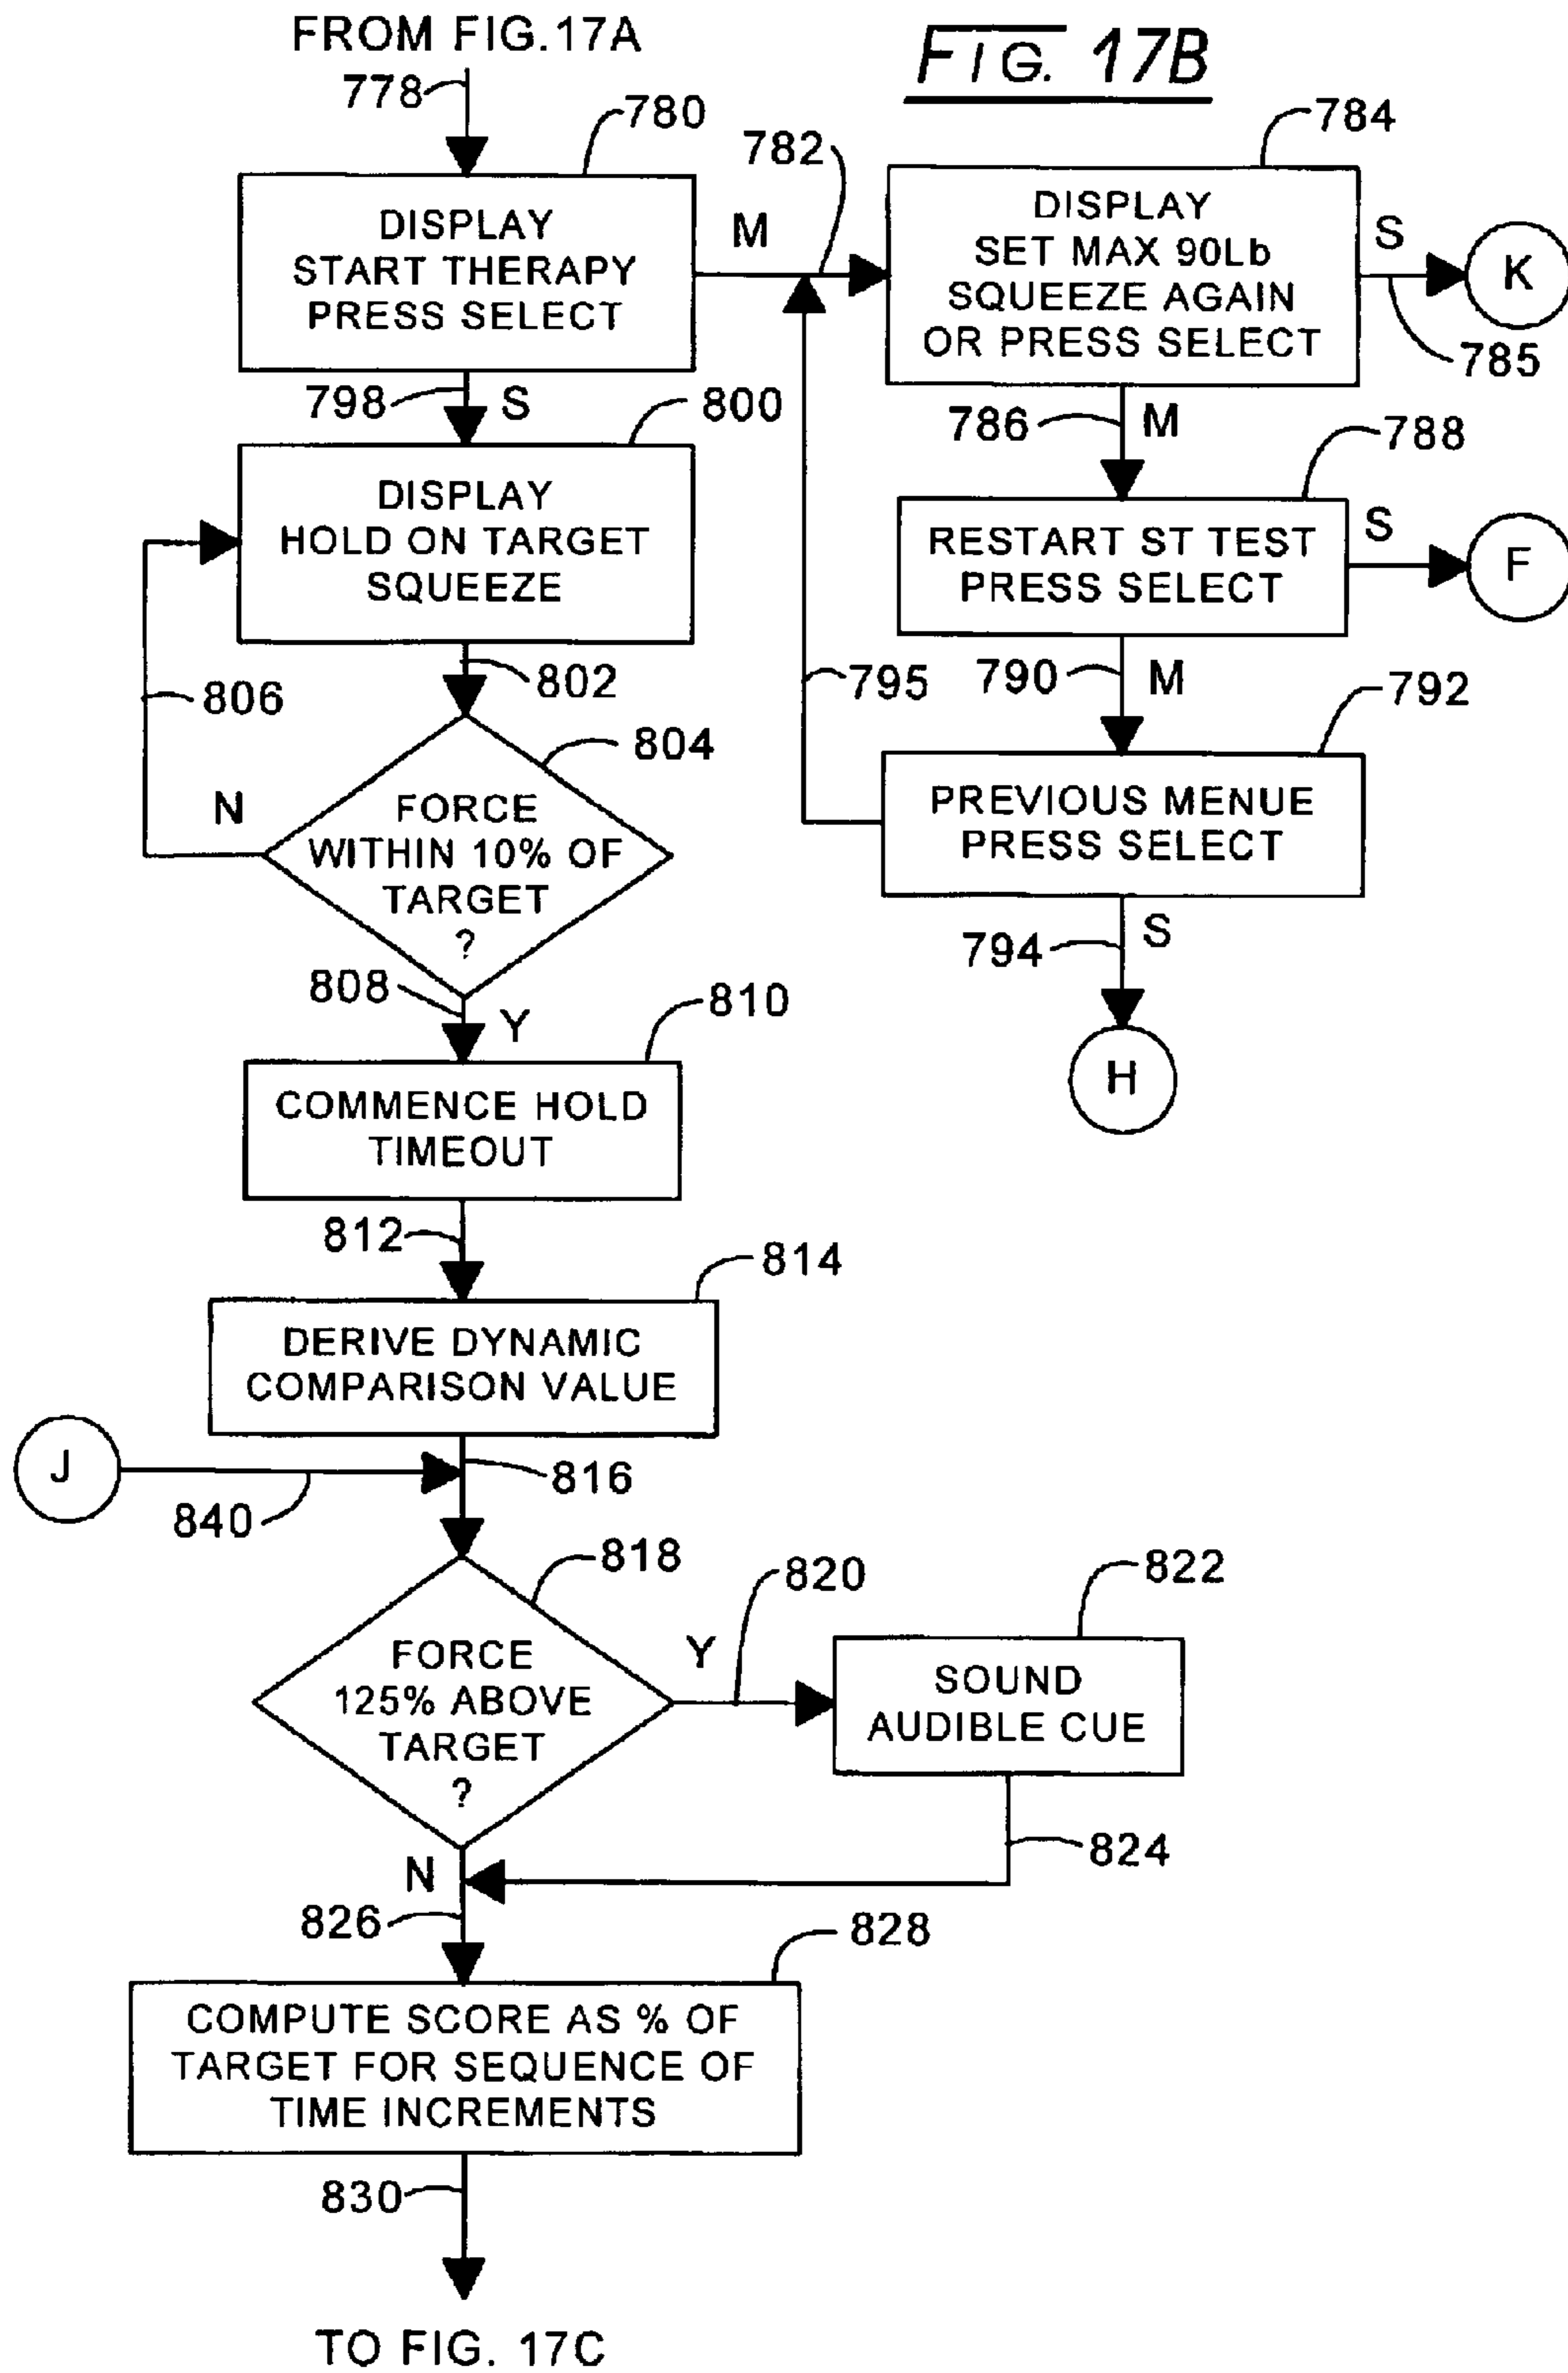 FROM FIG.17A
FIG. 17B
778
780
782
784
DISPLAY
START THERAPY
PRESS SELECT
M
DISPLAY
SET MAX 90Lb
SQUEEZE AGAIN
OR PRESS SELECT
S
K
785
798
S
800
786
M
788
DISPLAY
HOLD ON TARGET
SQUEEZE
RESTART ST TEST
PRESS SELECT
S
F
802
806
795
790
M
792
804
N
FORCE
WITHIN 10% OF
TARGET
?
PREVIOUS MENUE
PRESS SELECT
794
S
H
808
Y
810
COMMENCE HOLD
TIMEOUT
812
814
DERIVE DYNAMIC
COMPARISON VALUE
J
840
816
818
820
822
FORCE
125% ABOVE
TARGET
?
Y
SOUND
AUDIBLE CUE
824
N
826
828
COMPUTE SCORE AS % OF
TARGET FOR SEQUENCE OF
TIME INCREMENTS
830
TO FIG. 17C